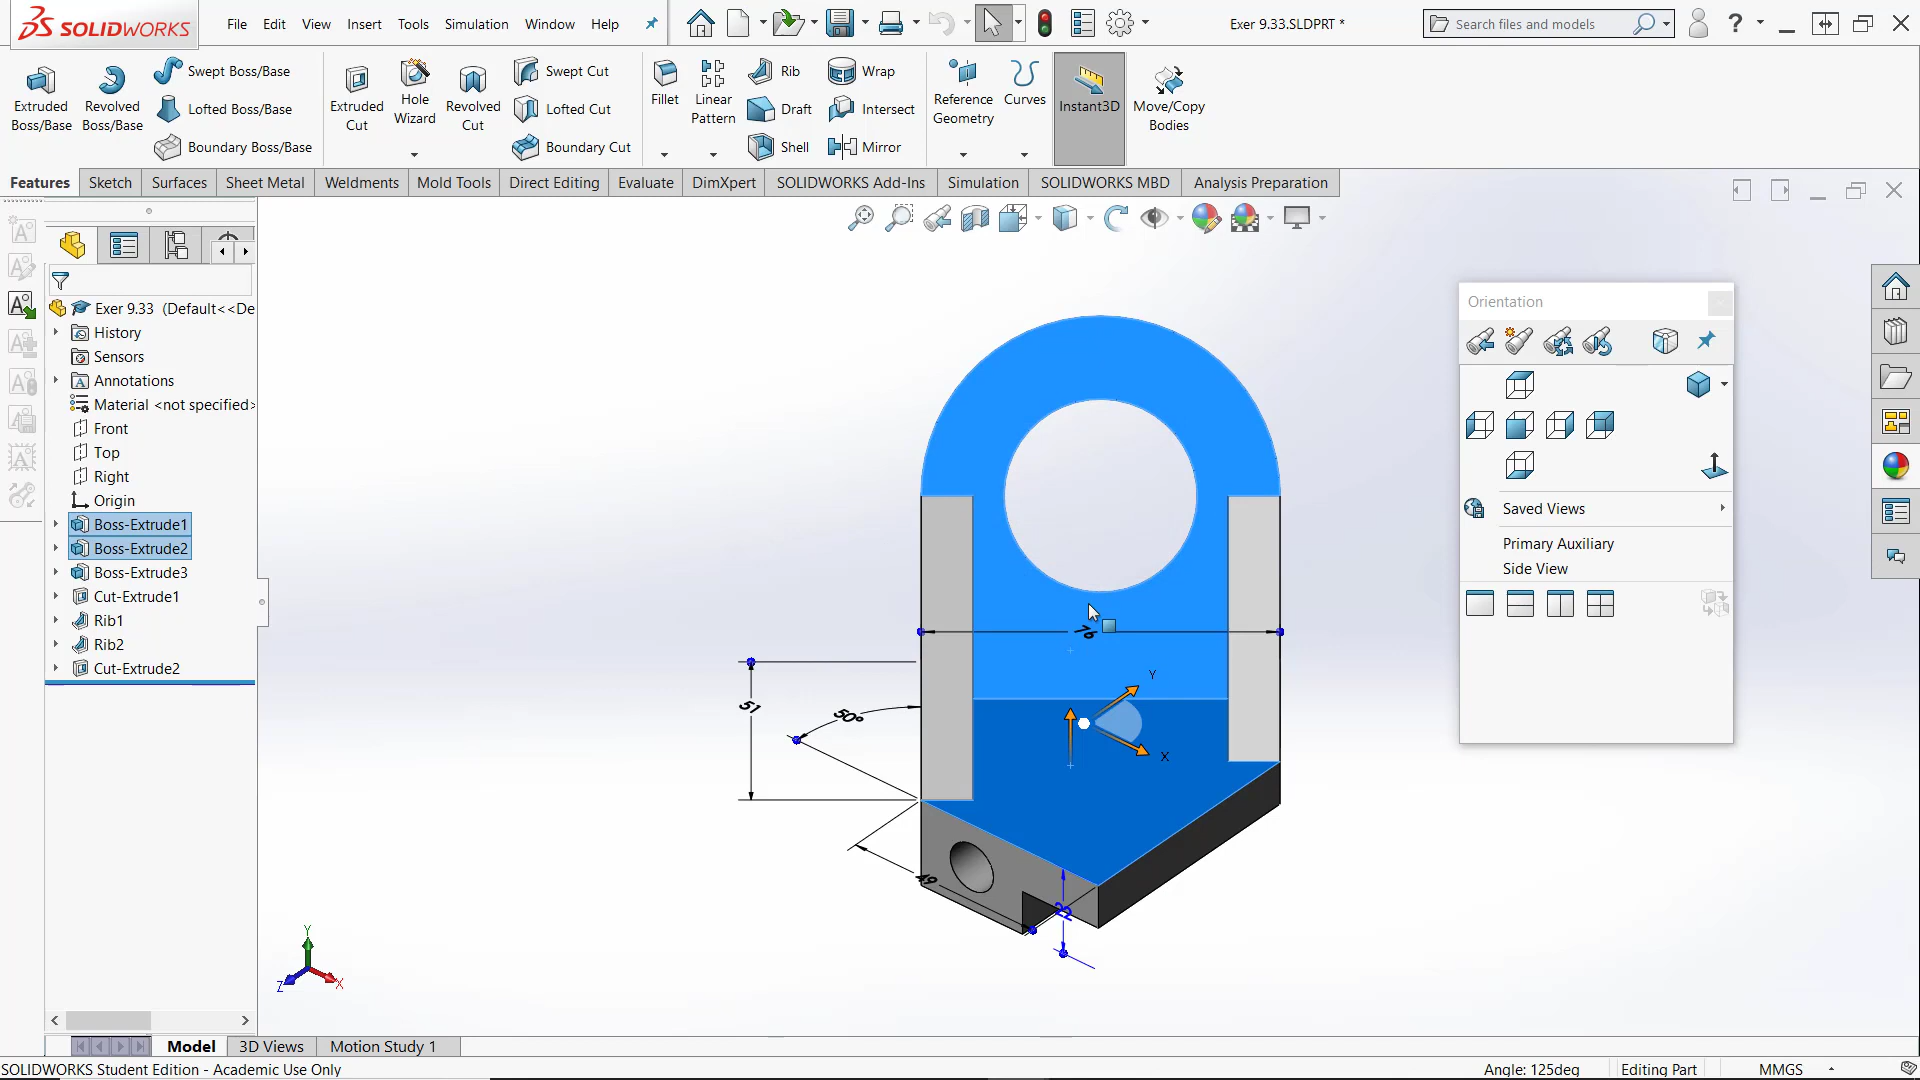 SOLIDWORKS File Edit View Insert Tools Simulation Window Help Exer 9.33.SLDPRT * Search files and models ?
Extruded Boss/Base
Revolved Boss/Base
Swept Boss/Base
Lofted Boss/Base
Boundary Boss/Base
Extruded Cut
Hole Wizard
Revolved Cut
Swept Cut
Lofted Cut
Boundary Cut
Fillet
Linear Pattern
Rib
Draft
Shell
Wrap
Intersect
Mirror
Reference Geometry
Curves
Instant3D
Move/Copy Bodies
Features Sketch Surfaces Sheet Metal Weldments Mold Tools Direct Editing Evaluate DimXpert SOLIDWORKS Add-Ins Simulation SOLIDWORKS MBD Analysis Preparation
Exer 9.33 (Default<<De
History
Sensors
Annotations
Material <not specified>
Front
Top
Right
Origin
Boss-Extrude1
Boss-Extrude2
Boss-Extrude3
Cut-Extrude1
Rib1
Rib2
Cut-Extrude2
76
51
50°
49
22
Y
X
Y
Z
X
Orientation
Saved Views
Primary Auxiliary
Side View
Model 3D Views Motion Study 1
SOLIDWORKS Student Edition - Academic Use Only Angle: 125deg Editing Part MMGS